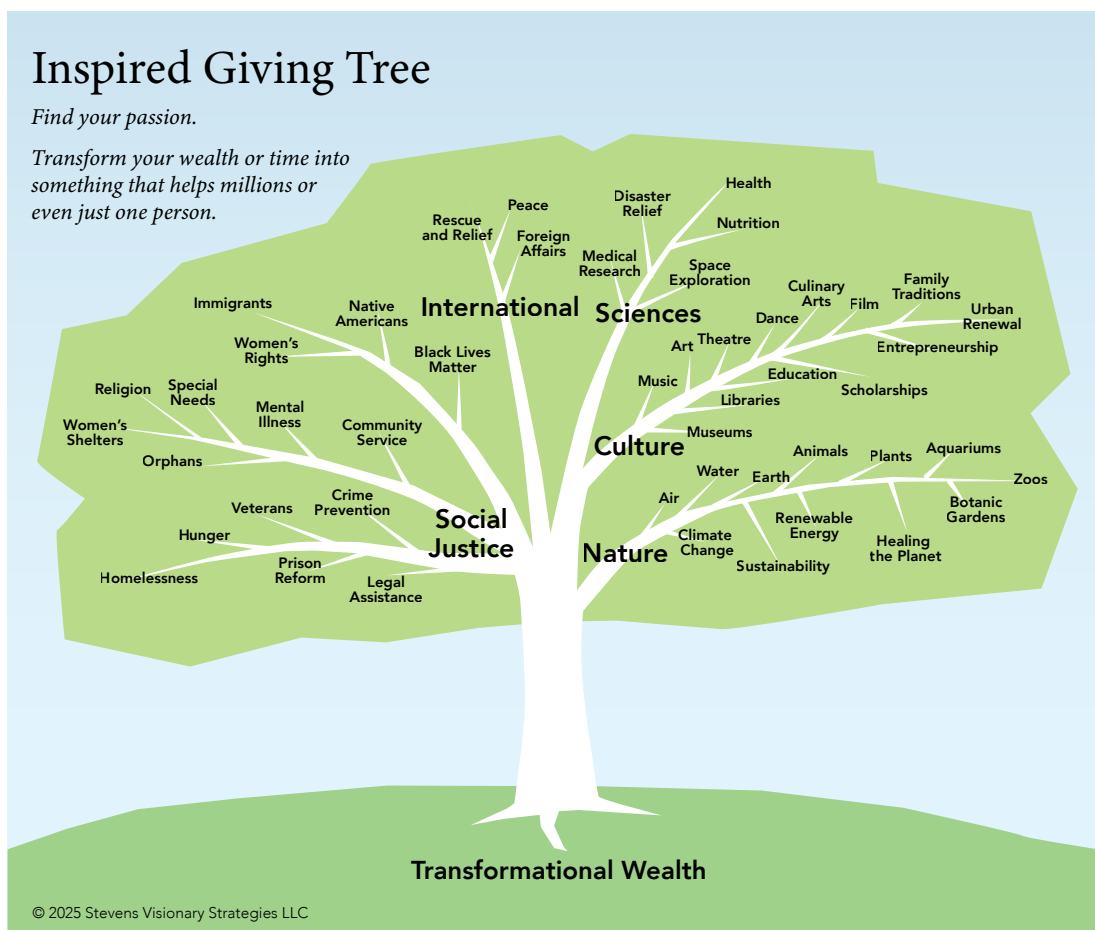 Inspired Giving Tree
Find your passion.
Transform your wealth or time into
something that helps millions or
even just one person.
International
Rescue
and Relief
Peace
Foreign
Affairs
Sciences
Medical
Research
Disaster
Relief
Health
Nutrition
Space
Exploration
Culture
Music
Art
Theatre
Dance
Culinary
Arts
Film
Family
Traditions
Urban
Renewal
Entrepreneurship
Scholarships
Education
Libraries
Museums
Nature
Air
Water
Earth
Animals
Plants
Aquariums
Zoos
Botanic
Gardens
Healing
the Planet
Renewable
Energy
Sustainability
Climate
Change
Social
Justice
Immigrants
Native
Americans
Women's
Rights
Black Lives
Matter
Religion
Special
Needs
Women's
Shelters
Mental
Illness
Orphans
Community
Service
Veterans
Crime
Prevention
Hunger
Homelessness
Prison
Reform
Legal
Assistance
Transformational Wealth
© 2025 Stevens Visionary Strategies LLC